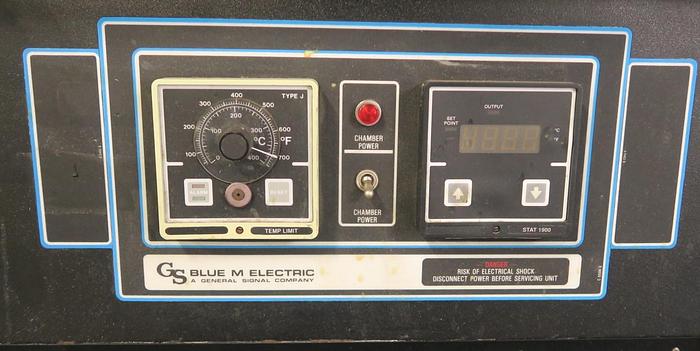 TYPE J
400
300
500
200
600
100
700
200
100
300
0
400
°C
°F
ALARM
RESET
TEMP LIMIT
CHAMBER
POWER
CHAMBER
POWER
OUTPUT
SET
POINT
°C
°F
STAT 1900
GS BLUE M ELECTRIC
A GENERAL SIGNAL COMPANY
DANGER
RISK OF ELECTRICAL SHOCK
DISCONNECT POWER BEFORE SERVICING UNIT